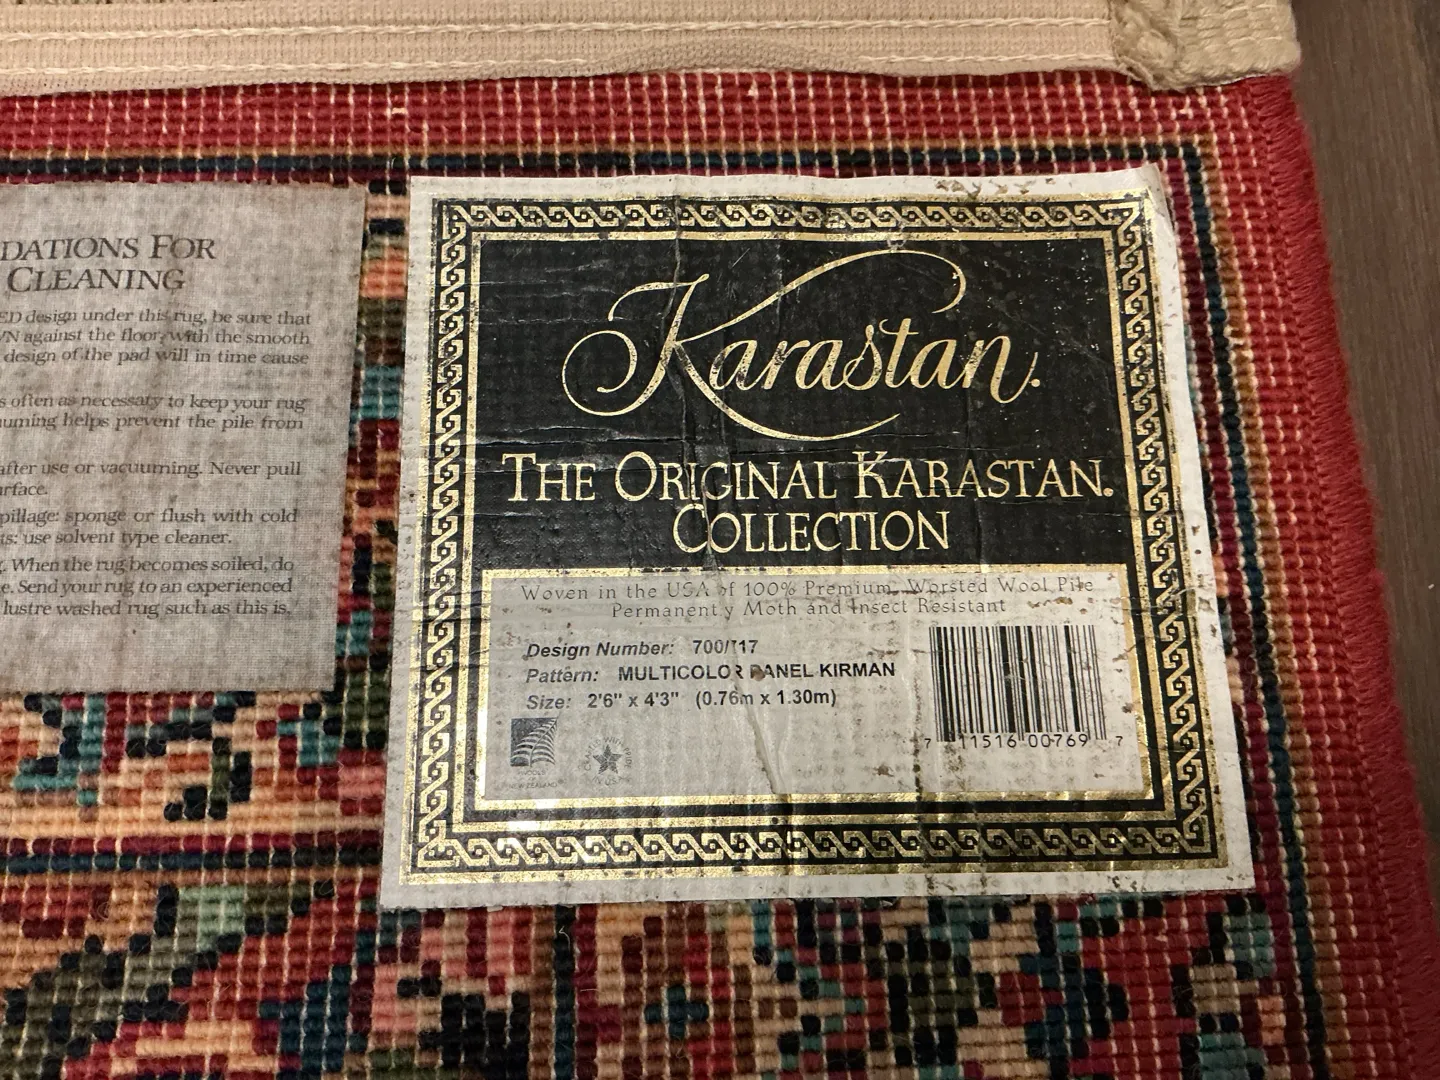 DATIONS FOR
CLEANING
ED design under this rug, be sure that
VN against the floor, with the smooth
design of the pad will in time cause
s often as necessary to keep your rug
uuming helps prevent the pile from
after use or vacuuming. Never pull
urface.
pillage: sponge or flush with cold
ts: use solvent type cleaner.
g. When the rug becomes soiled, do
e. Send your rug to an experienced
lustre washed rug such as this is.
Karastan.
THE ORIGINAL KARASTAN.
COLLECTION
Woven in the USA of 100% Premium Worsted Wool Pile
Permanently Moth and Insect Resistant
Design Number: 700/717
Pattern: MULTICOLOR PANEL KIRMAN
Size: 2'6" x 4'3" (0.76m x 1.30m)
7 11516 00769 7